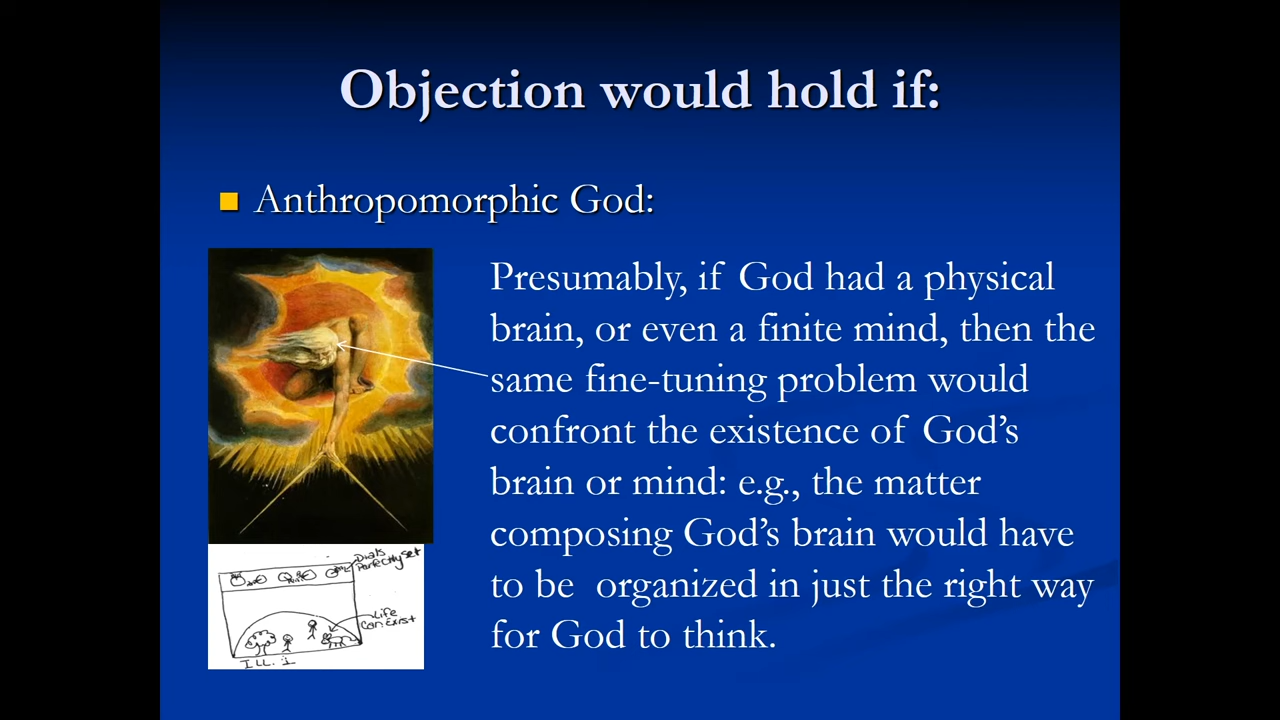 Objection would hold if:
Anthropomorphic God:
Presumably, if God had a physical
brain, or even a finite mind, then the
same fine-tuning problem would
confront the existence of God’s
brain or mind: e.g., the matter
composing God’s brain would have
to be organized in just the right way
for God to think.
Dials
Perfectly set
Life
Can Exist
ILL. 1